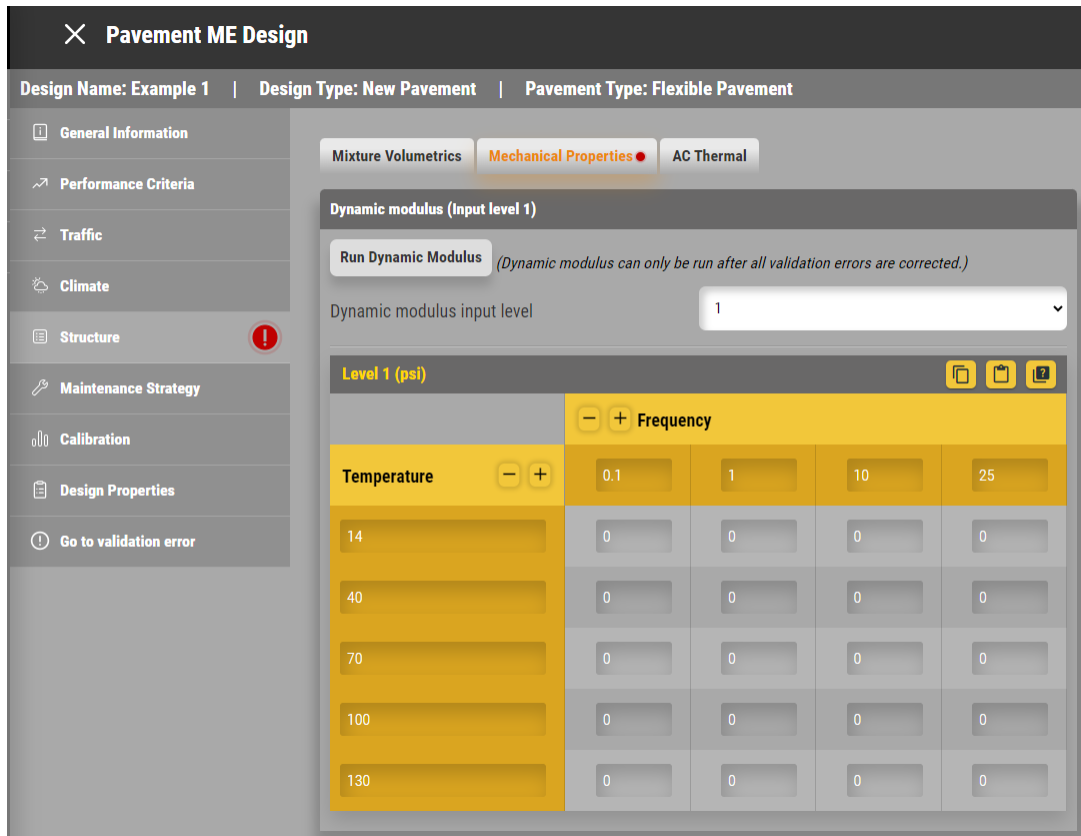 Pavement ME Design
Design Name: Example 1 | Design Type: New Pavement | Pavement Type: Flexible Pavement
General Information
Performance Criteria
Traffic
Climate
Structure
Maintenance Strategy
Calibration
Design Properties
Go to validation error
Mixture Volumetrics Mechanical Properties AC Thermal
Dynamic modulus (Input level 1)
Run Dynamic Modulus (Dynamic modulus can only be run after all validation errors are corrected.)
Dynamic modulus input level 1
Level 1 (psi)
− + Frequency
Temperature − + 0.1 1 10 25
14 0 0 0 0
40 0 0 0 0
70 0 0 0 0
100 0 0 0 0
130 0 0 0 0